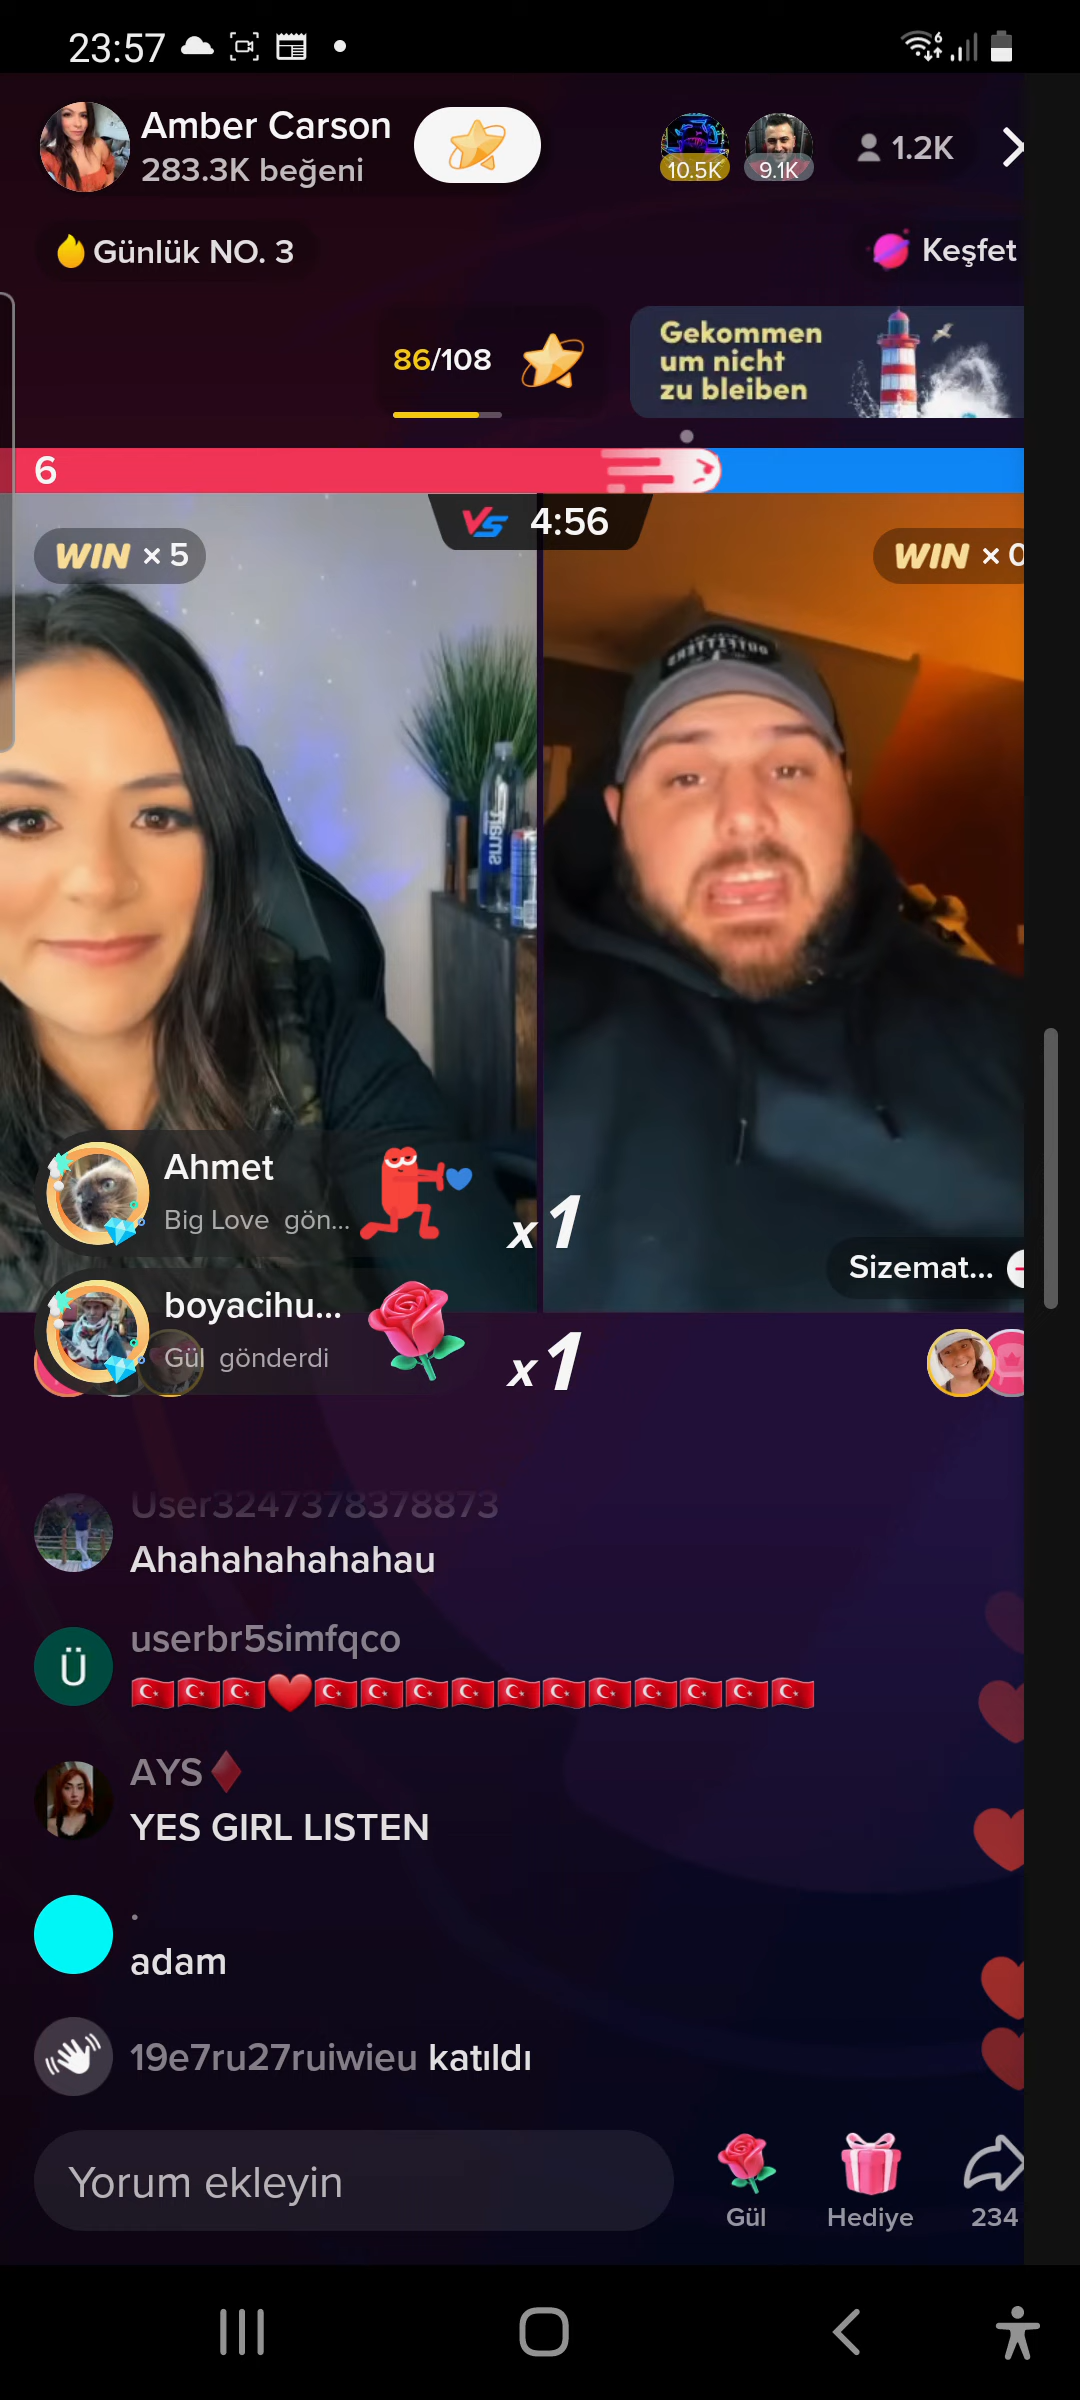 23:57
6
Amber Carson
283.3K beğeni
10.5K
9.1K
1.2K
Günlük NO. 3
Keşfet
86/108
Gekommen
um nicht
zu bleiben
6
VS 4:56
WIN × 5
WIN × 0
OUTFITTERS
smart
Ahmet
Big Love gön...
x1
Sizemat...
boyacihu...
Gül gönderdi
x1
User3247378378873
Ahahahahahahau
Ü
userbr5simfqco
🇹🇷🇹🇷🇹🇷❤️🇹🇷🇹🇷🇹🇷🇹🇷🇹🇷🇹🇷🇹🇷🇹🇷🇹🇷🇹🇷🇹🇷
AYS♦️
YES GIRL LISTEN
.
adam
19e7ru27ruiwieu katıldı
Yorum ekleyin
Gül
Hediye
234